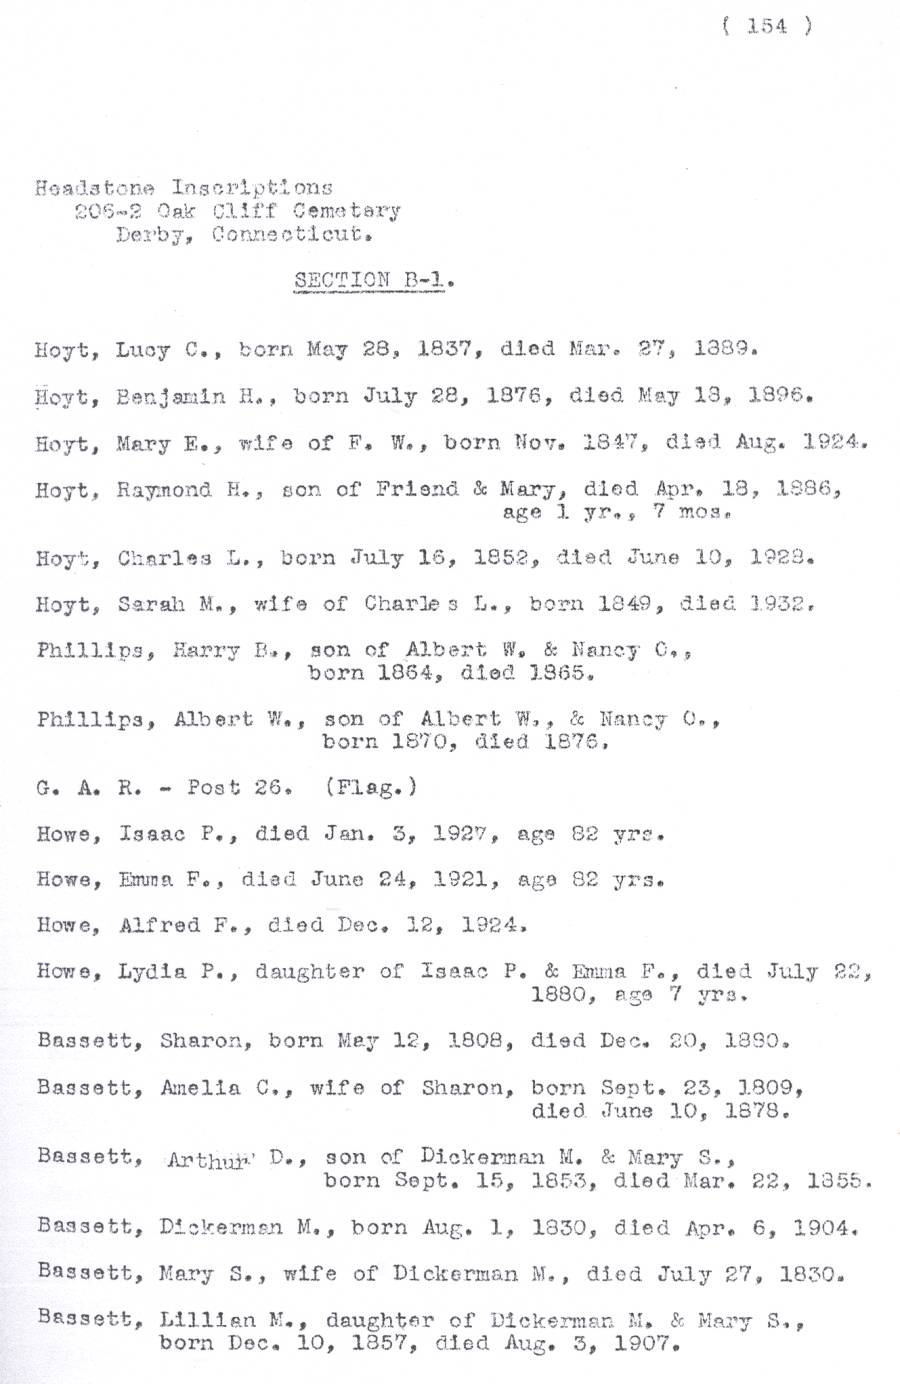 ( 154 )
Headstone Inscriptions
206-2 Oak Cliff Cemetary
Derby, Connecticut.
SECTION B-1.
Hoyt, Lucy C., born May 28, 1837, died Mar. 27, 1889.
Hoyt, Benjamin H., born July 28, 1876, died May 18, 1896.
Hoyt, Mary E., wife of F. W., born Nov. 1847, died Aug. 1924.
Hoyt, Raymond H., son of Friend & Mary, died Apr. 18, 1886,
age 1 yr., 7 mos.
Hoyt, Charles L., born July 16, 1852, died June 10, 1928.
Hoyt, Sarah M., wife of Charles L., born 1849, died 1932.
Phillips, Harry B., son of Albert W. & Nancy C.,
born 1864, died 1865.
Phillips, Albert W., son of Albert W., & Nancy C.,
born 1870, died 1876.
G. A. R. - Post 26. (Flag.)
Howe, Isaac P., died Jan. 3, 1927, age 82 yrs.
Howe, Emma F., died June 24, 1921, age 82 yrs.
Howe, Alfred F., died Dec. 12, 1924.
Howe, Lydia P., daughter of Isaac P. & Emma F., died July 22,
1880, age 7 yrs.
Bassett, Sharon, born May 12, 1808, died Dec. 20, 1880.
Bassett, Amelia C., wife of Sharon, born Sept. 23, 1809,
died June 10, 1878.
Bassett, Arthur D., son of Dickerman M. & Mary S.,
born Sept. 15, 1853, died Mar. 22, 1855.
Bassett, Dickerman M., born Aug. 1, 1830, died Apr. 6, 1904.
Bassett, Mary S., wife of Dickerman M., died July 27, 1830.
Bassett, Lillian M., daughter of Dickerman M. & Mary S.,
born Dec. 10, 1857, died Aug. 3, 1907.